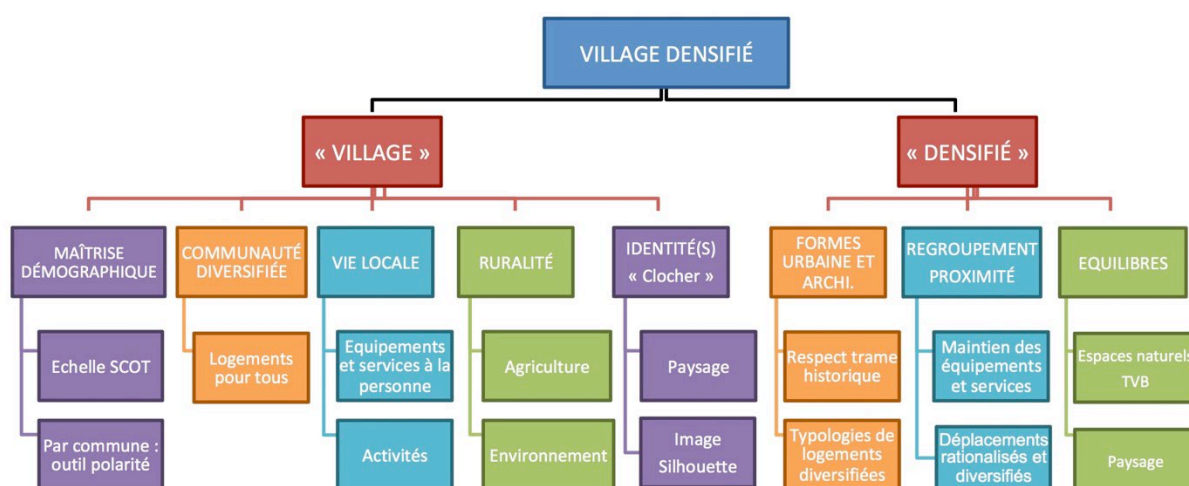 VILLAGE DENSIFIÉ
« VILLAGE »
« DENSIFIÉ »
MAÎTRISE
DÉMOGRAPHIQUE
COMMUNAUTÉ
DIVERSIFIÉE
VIE LOCALE
RURALITÉ
IDENTITÉ(S)
« Clocher »
FORMES
URBAINE ET
ARCHI.
REGROUPEMENT
PROXIMITÉ
EQUILIBRES
Echelle SCOT
Logements
pour tous
Equipements
et services à la
personne
Agriculture
Paysage
Respect trame
historique
Maintien des
équipements
et services
Espaces naturels
TVB
Par commune :
outil polarité
Activités
Environnement
Image
Silhouette
Typologies de
logements
diversifiées
Déplacements
rationalisés et
diversifiés
Paysage